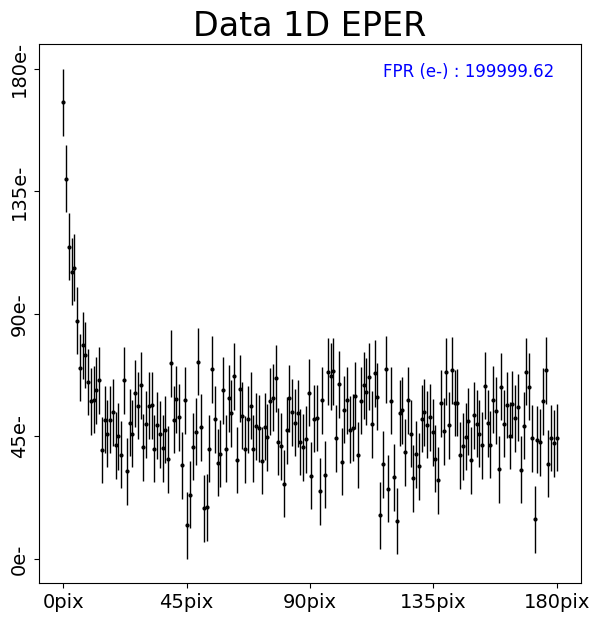 Data 1D EPER
FPR (e-) : 199999.62
180e-
135e-
90e-
45e-
0e-
0pix 45pix 90pix 135pix 180pix